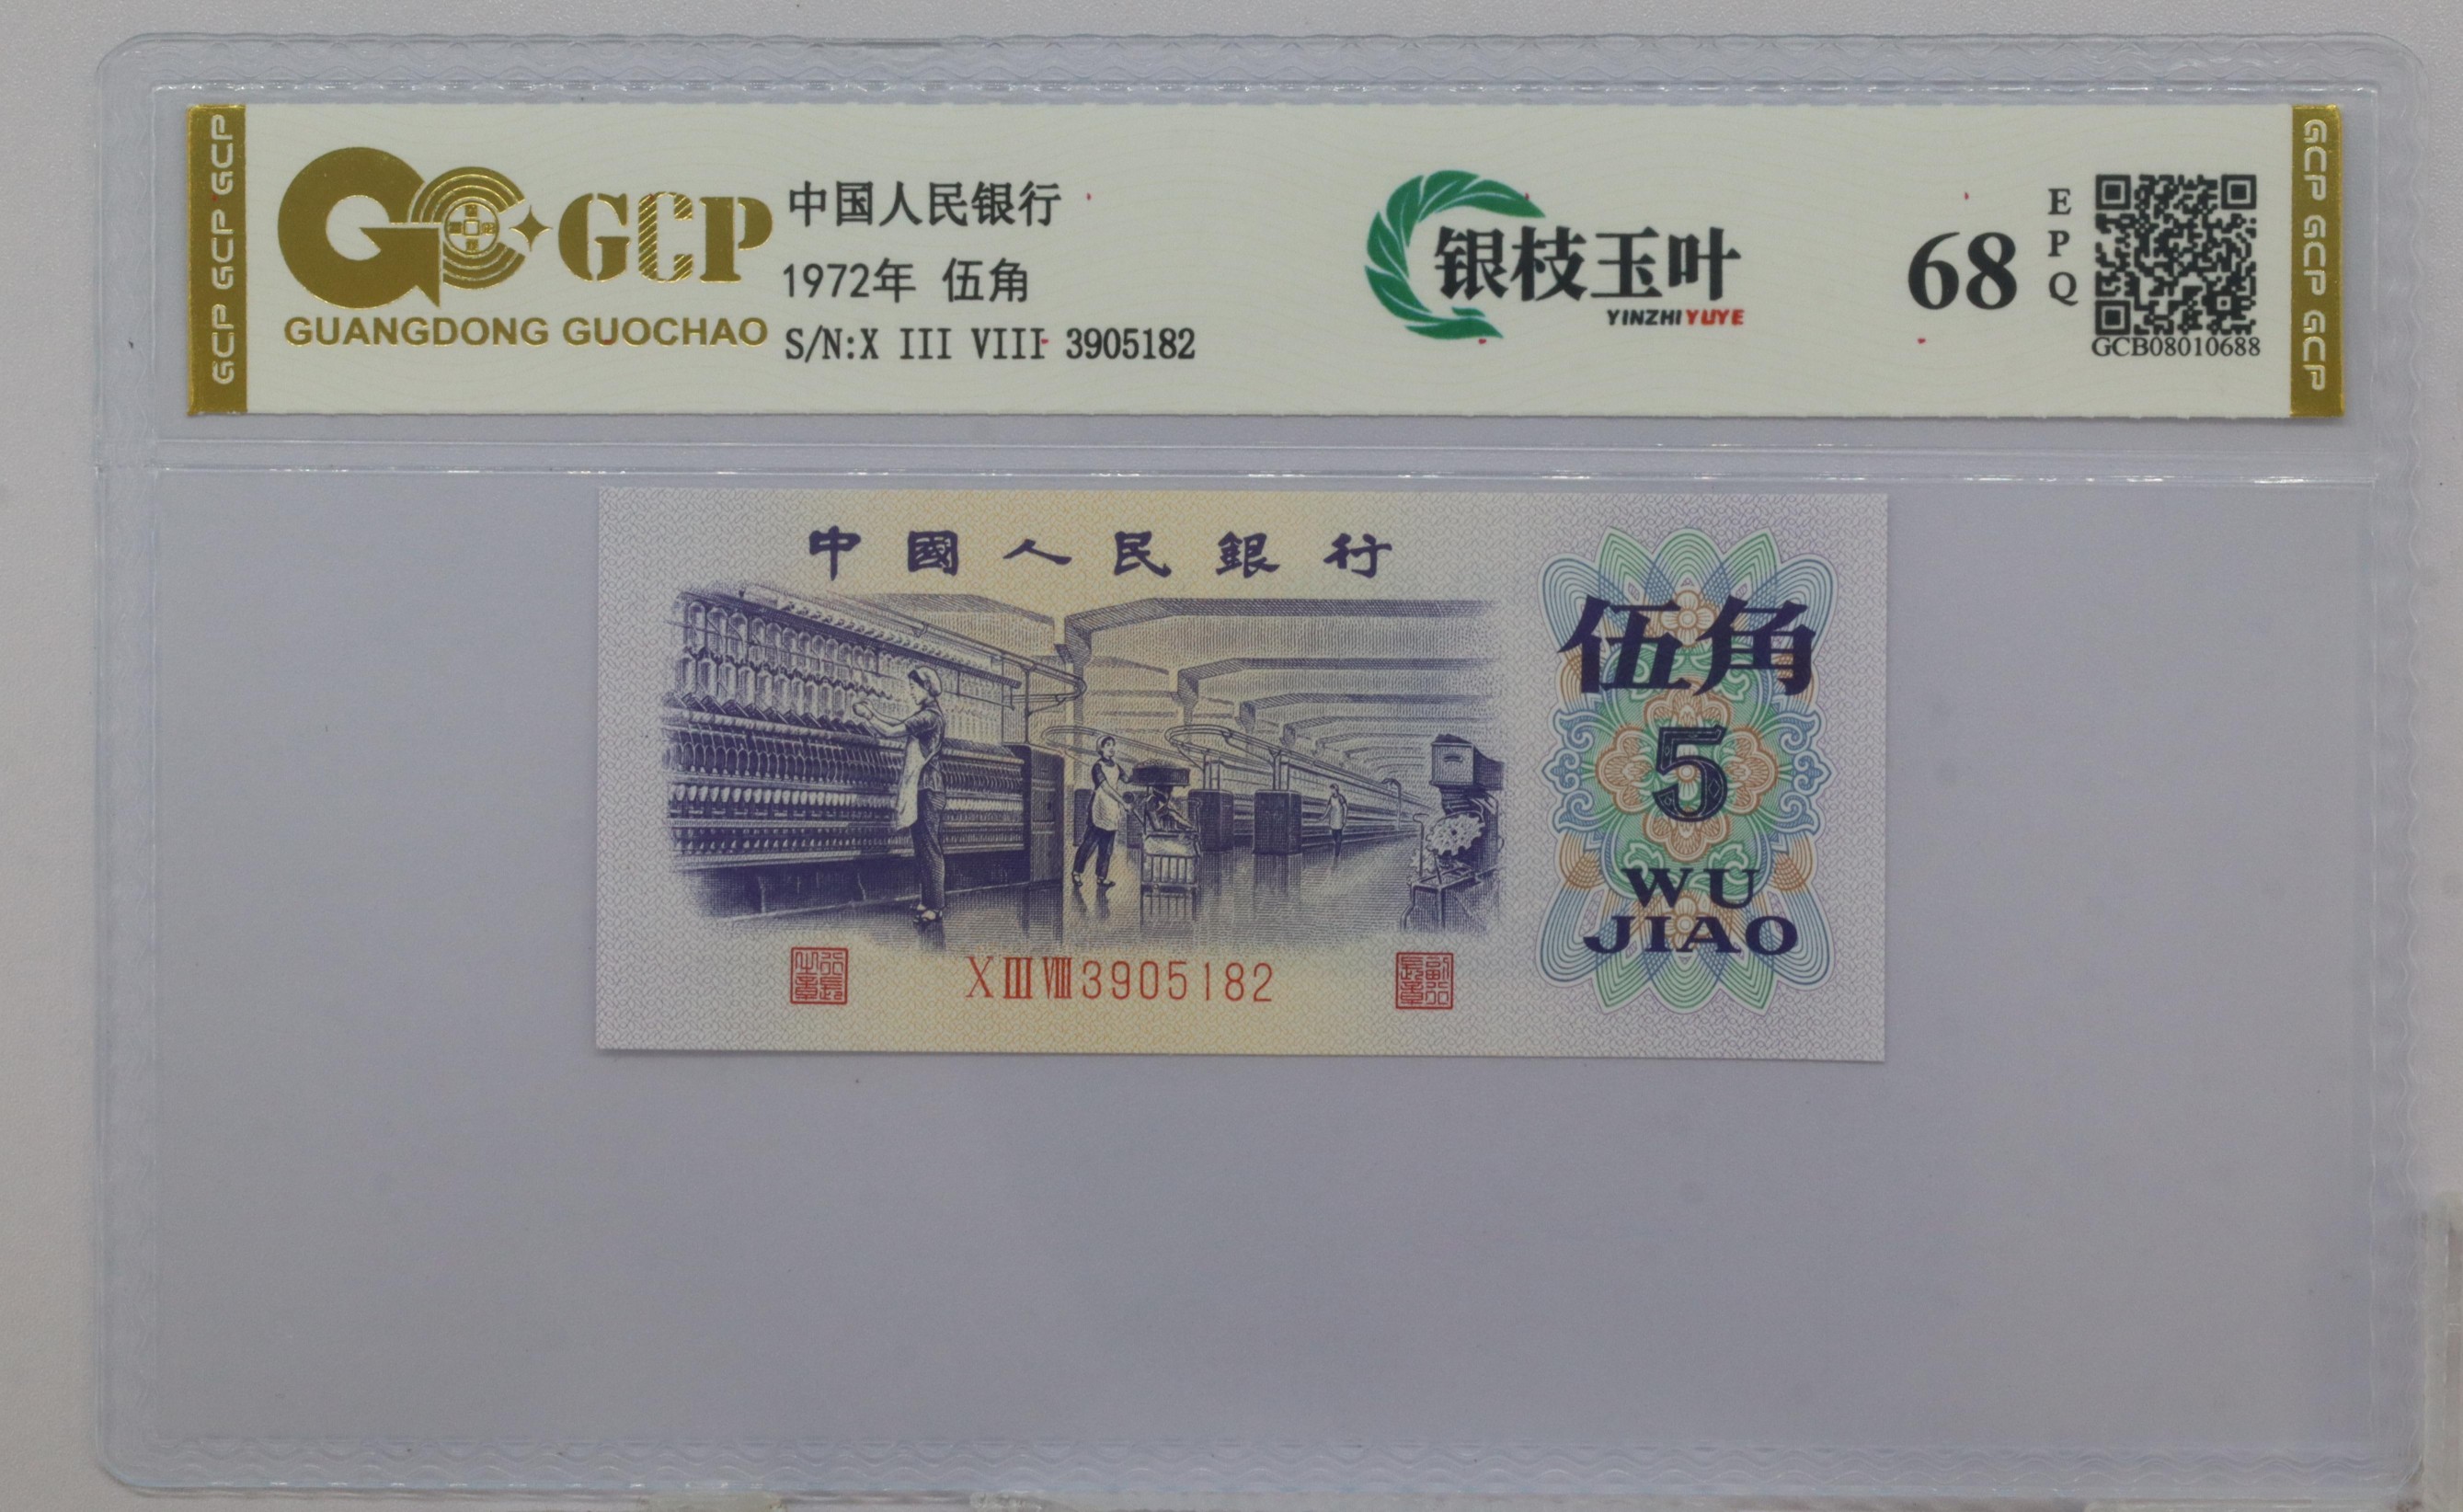 GCP GCP GCP
GCP
GUANGDONG GUOCHAO
中国人民银行
1972年 伍角
S/N:X III VIII 3905182
银枝玉叶
YINZHIYUYE
68
EPQ
GCB08010688
GCP GCP GCP
中國人民銀行
伍角
5
WU
JIAO
X III VIII 3905182